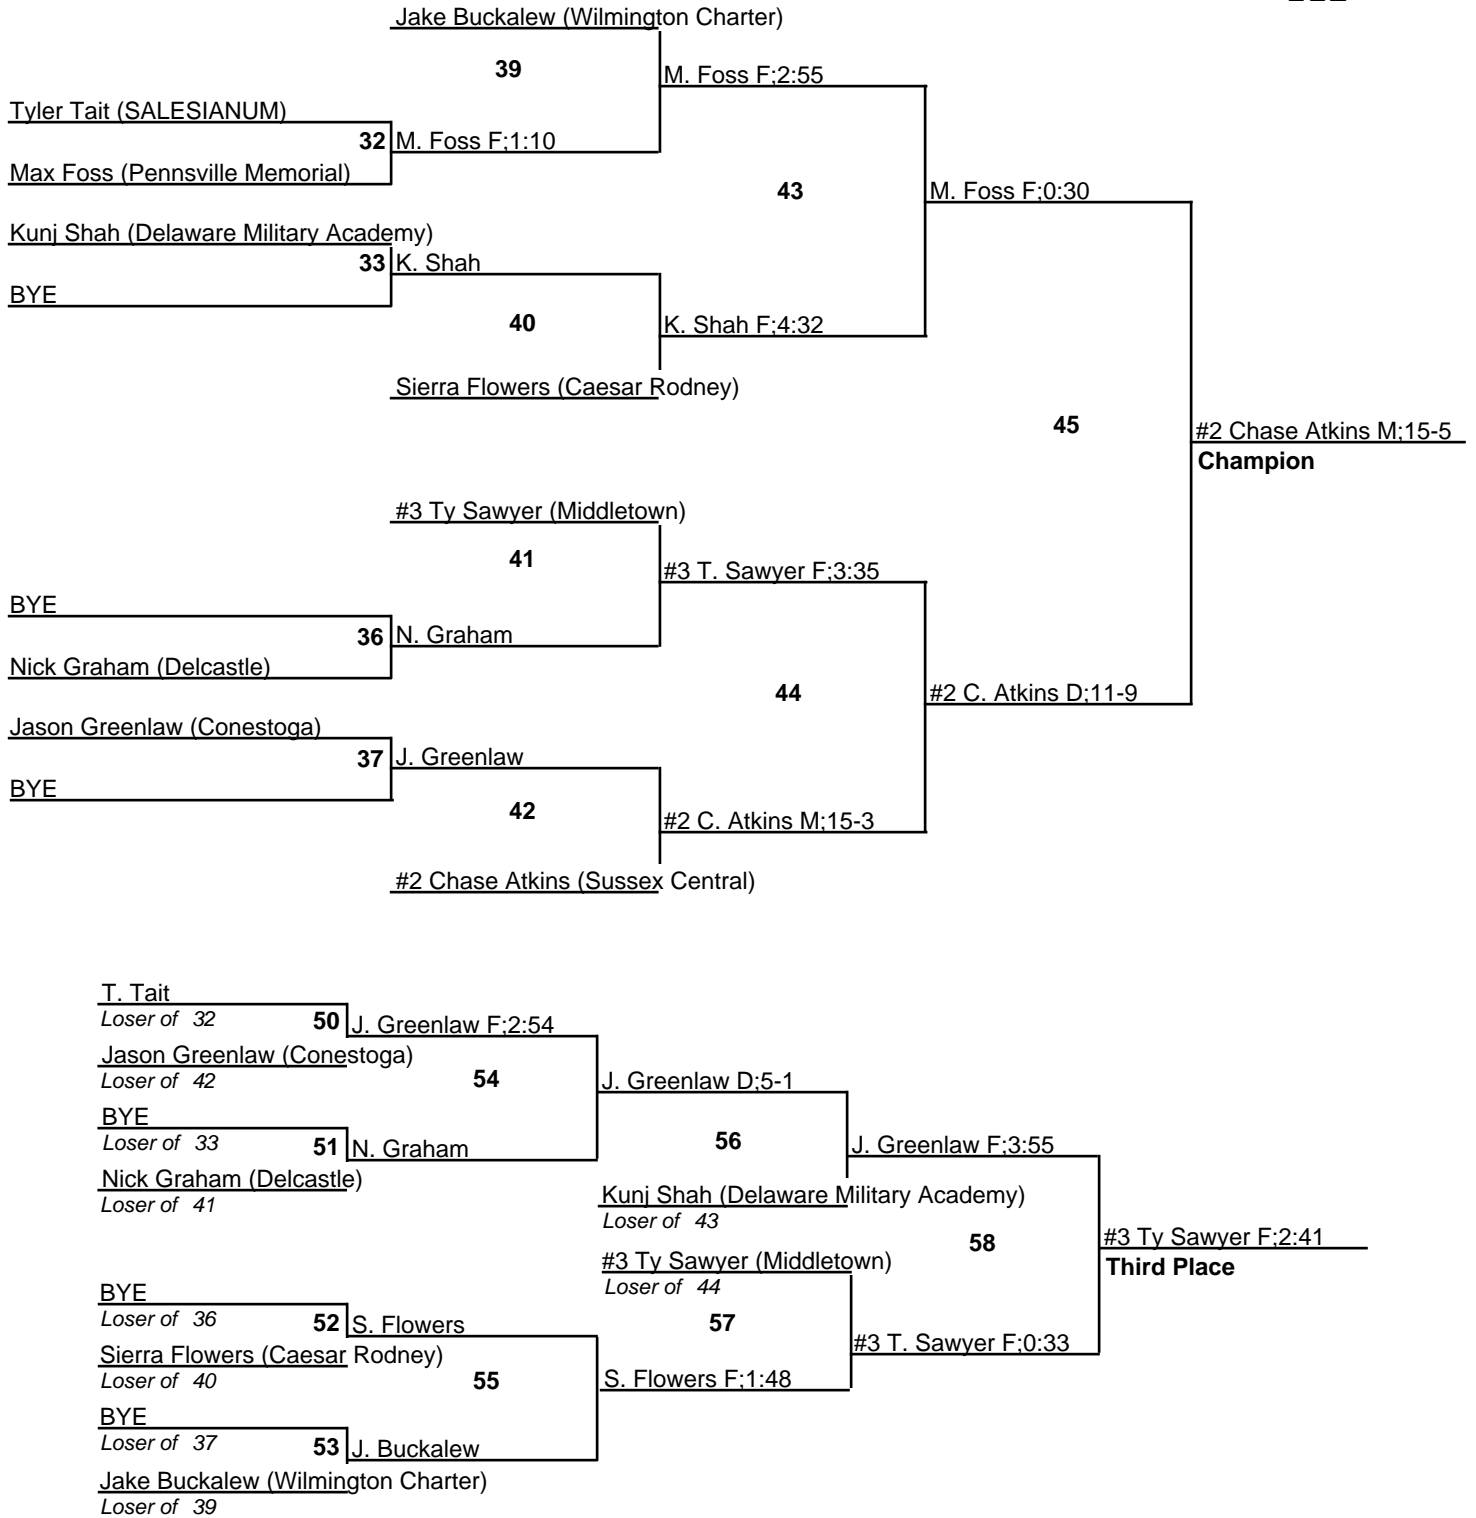 Jake Buckalew (Wilmington Charter)
39
M. Foss F;2:55
Tyler Tait (SALESIANUM)
32 M. Foss F;1:10
Max Foss (Pennsville Memorial)
43
M. Foss F;0:30
Kunj Shah (Delaware Military Academy)
33 K. Shah
BYE
40
K. Shah F;4:32
Sierra Flowers (Caesar Rodney)
45
#2 Chase Atkins M;15-5
Champion
#3 Ty Sawyer (Middletown)
41
#3 T. Sawyer F;3:35
BYE
36 N. Graham
Nick Graham (Delcastle)
44
#2 C. Atkins D;11-9
Jason Greenlaw (Conestoga)
37 J. Greenlaw
BYE
42
#2 C. Atkins M;15-3
#2 Chase Atkins (Sussex Central)
T. Tait
Loser of 32
50 J. Greenlaw F;2:54
Jason Greenlaw (Conestoga)
Loser of 42
54
J. Greenlaw D;5-1
BYE
Loser of 33
51 N. Graham
56
J. Greenlaw F;3:55
Nick Graham (Delcastle)
Loser of 41
Kunj Shah (Delaware Military Academy)
Loser of 43
58
#3 Ty Sawyer F;2:41
Third Place
#3 Ty Sawyer (Middletown)
Loser of 44
BYE
Loser of 36
52 S. Flowers
57
#3 T. Sawyer F;0:33
Sierra Flowers (Caesar Rodney)
Loser of 40
55
S. Flowers F;1:48
BYE
Loser of 37
53 J. Buckalew
Jake Buckalew (Wilmington Charter)
Loser of 39